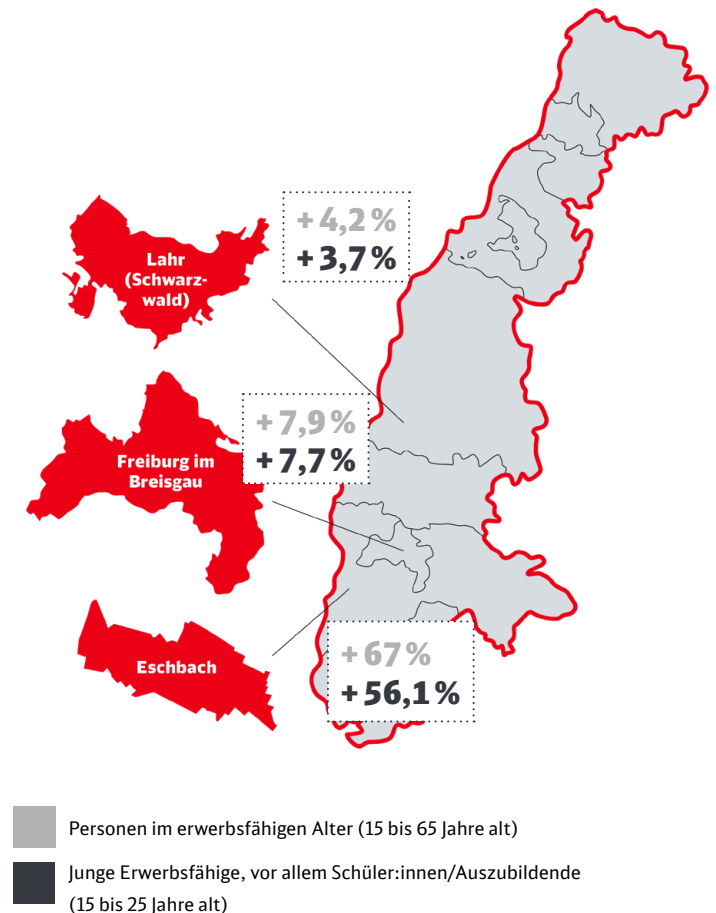 Lahr
(Schwarz-
wald)
+ 4,2 %
+ 3,7 %
Freiburg im
Breisgau
+ 7,9 %
+ 7,7 %
Eschbach
+ 67 %
+ 56,1 %
Personen im erwerbsfähigen Alter (15 bis 65 Jahre alt)
Junge Erwerbsfähige, vor allem Schüler:innen/Auszubildende
(15 bis 25 Jahre alt)